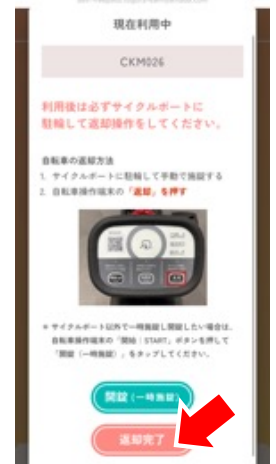 現在利用中
CKM026
利用後は必ずサイクルポートに
駐輪して返却操作をしてください。
自転車の返却方法
1. サイクルポートに駐輪して手動で施錠する
2. 自転車操作端末の「返却」を押す
* サイクルポート以外で一時施錠し開錠したい場合は、
自転車操作端末の「開始：START」ボタンを押して
「開錠（一時施錠）」をタップしてください。
開錠（一時施錠）
返却完了